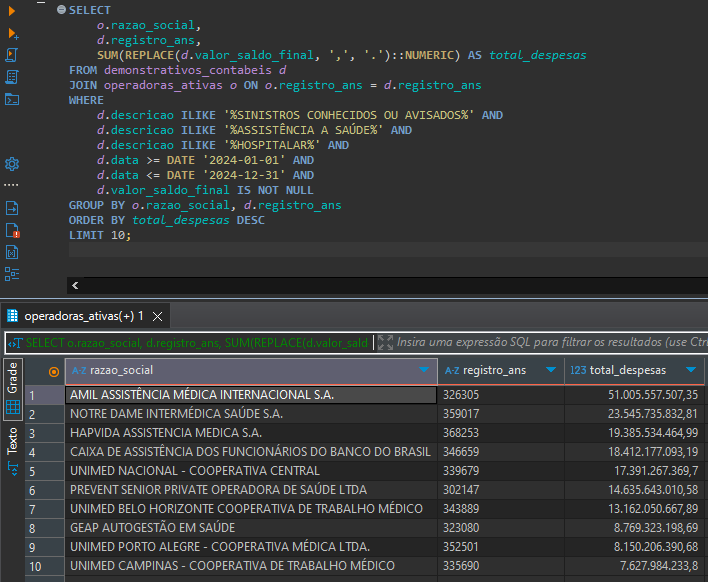 SELECT
o.razao_social,
d.registro_ans,
SUM(REPLACE(d.valor_saldo_final, ',', '.')::NUMERIC) AS total_despesas
FROM demonstrativos_contabeis d
JOIN operadoras_ativas o ON o.registro_ans = d.registro_ans
WHERE
d.descricao ILIKE '%SINISTROS CONHECIDOS OU AVISADOS%' AND
d.descricao ILIKE '%ASSISTÊNCIA A SAÚDE%' AND
d.descricao ILIKE '%HOSPITALAR%' AND
d.data >= DATE '2024-01-01' AND
d.data <= DATE '2024-12-31' AND
d.valor_saldo_final IS NOT NULL
GROUP BY o.razao_social, d.registro_ans
ORDER BY total_despesas DESC
LIMIT 10;
operadoras_ativas(+) 1
SELECT o.razao_social, d.registro_ans, SUM(REPLACE(d.valor_sald Insira uma expressão SQL para filtrar os resultados (use Ctr
Grade
Texto
A-Z razao_social A-Z registro_ans 123 total_despesas
1 AMIL ASSISTÊNCIA MÉDICA INTERNACIONAL S.A. 326305 51.005.557.507,35
2 NOTRE DAME INTERMÉDICA SAÚDE S.A. 359017 23.545.735.832,81
3 HAPVIDA ASSISTENCIA MEDICA S.A. 368253 19.385.534.464,99
4 CAIXA DE ASSISTÊNCIA DOS FUNCIONÁRIOS DO BANCO DO BRASIL 346659 18.412.177.093,19
5 UNIMED NACIONAL - COOPERATIVA CENTRAL 339679 17.391.267.369,7
6 PREVENT SENIOR PRIVATE OPERADORA DE SAÚDE LTDA 302147 14.635.643.010,58
7 UNIMED BELO HORIZONTE COOPERATIVA DE TRABALHO MÉDICO 343889 13.162.050.667,89
8 GEAP AUTOGESTÃO EM SAÚDE 323080 8.769.323.198,69
9 UNIMED PORTO ALEGRE - COOPERATIVA MÉDICA LTDA. 352501 8.150.206.390,68
10 UNIMED CAMPINAS - COOPERATIVA DE TRABALHO MÉDICO 335690 7.627.984.233,8